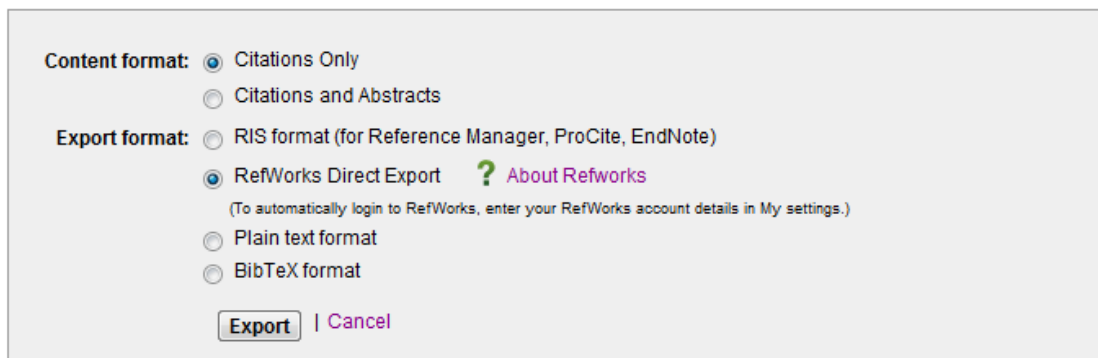 Content format: Citations Only
Citations and Abstracts
Export format: RIS format (for Reference Manager, ProCite, EndNote)
RefWorks Direct Export ? About Refworks
(To automatically login to RefWorks, enter your RefWorks account details in My settings.)
Plain text format
BibTeX format
Export | Cancel